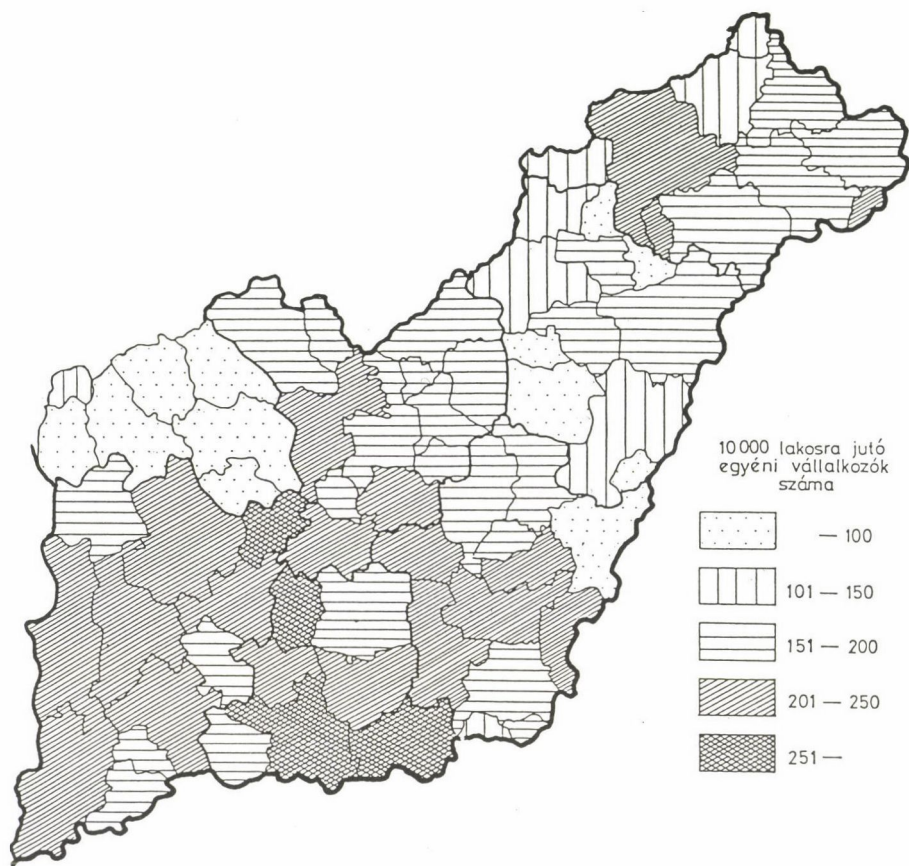 10 000 lakosra jutó
egyéni vállalkozók
száma
— 100
101 — 150
151 — 200
201 — 250
251 —